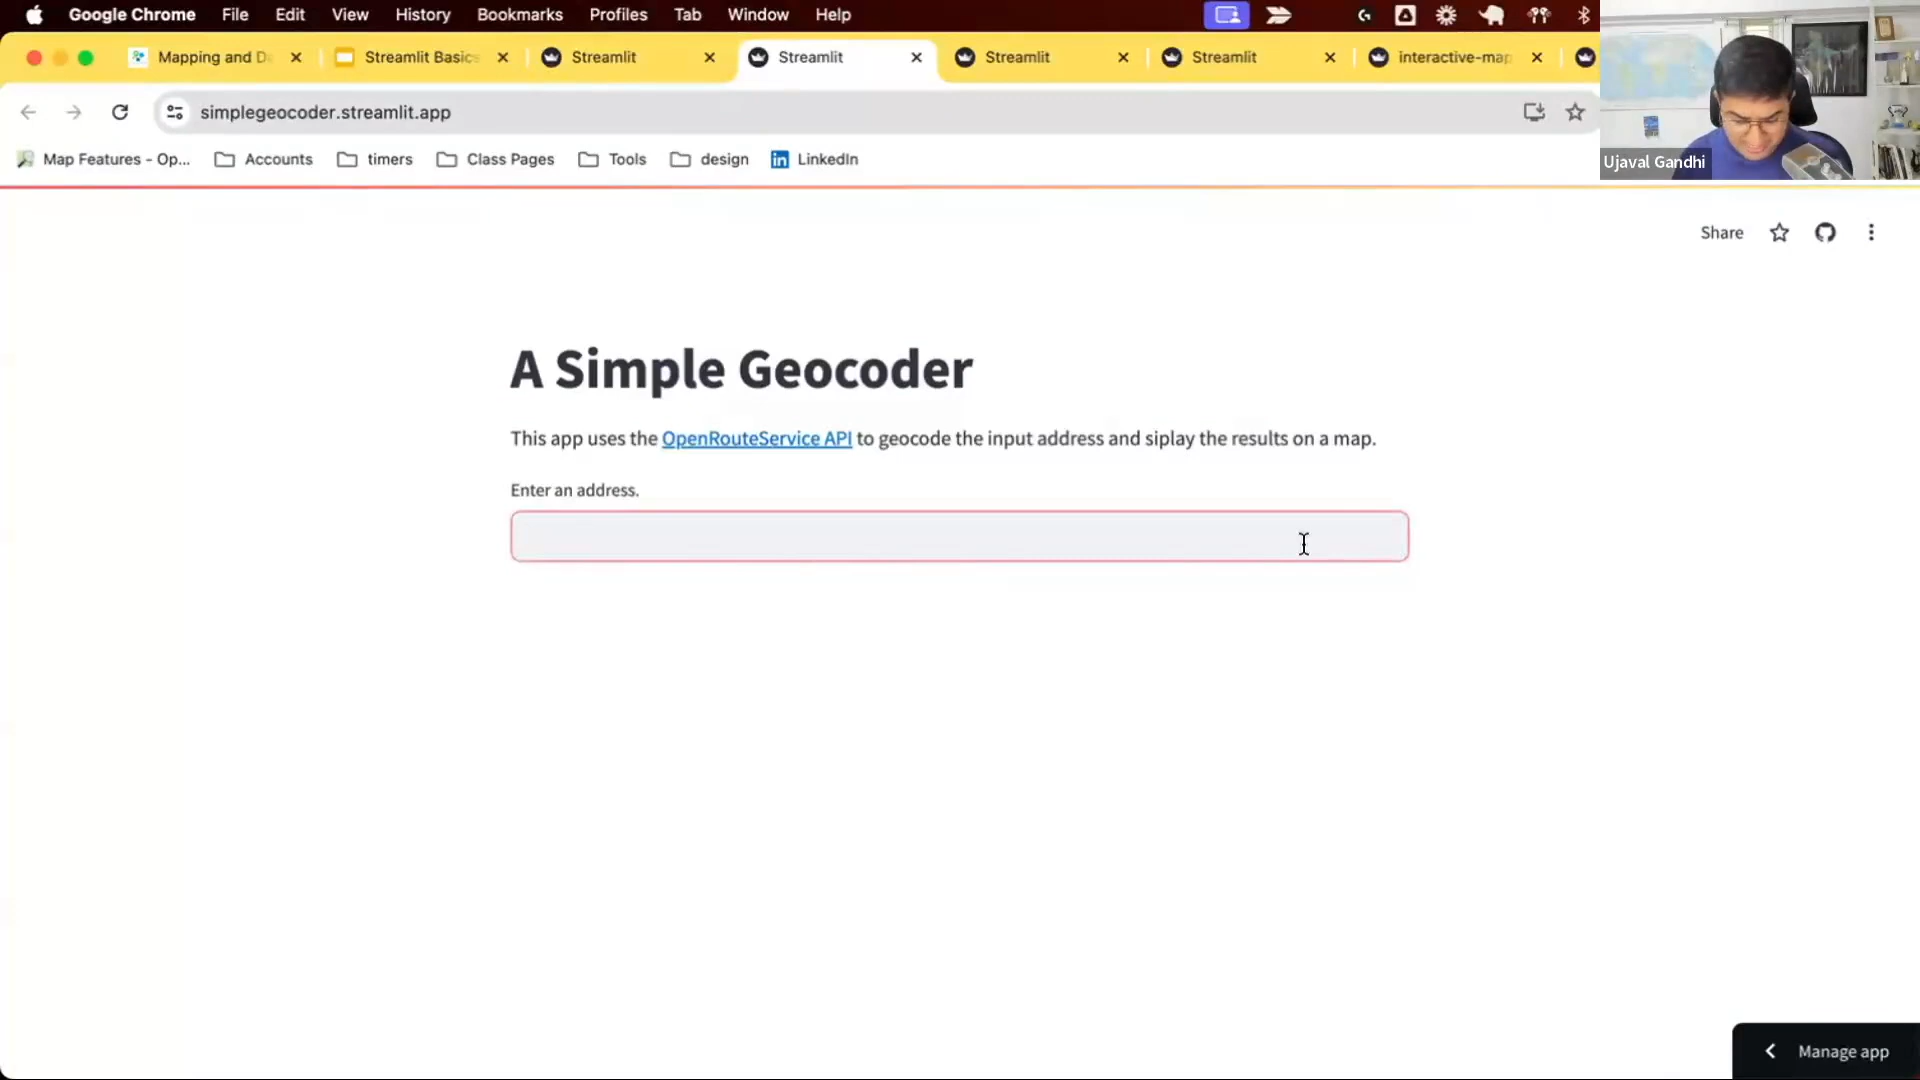 Google Chrome File Edit View History Bookmarks Profiles Tab Window Help
Mapping and D
Streamlit Basics
Streamlit
Streamlit
Streamlit
Streamlit
interactive-map
simplegeocoder.streamlit.app
Map Features - Op...
Accounts
timers
Class Pages
Tools
design
in LinkedIn
Ujaval Gandhi
Share
A Simple Geocoder
This app uses the OpenRouteService API to geocode the input address and siplay the results on a map.
Enter an address.
Manage app